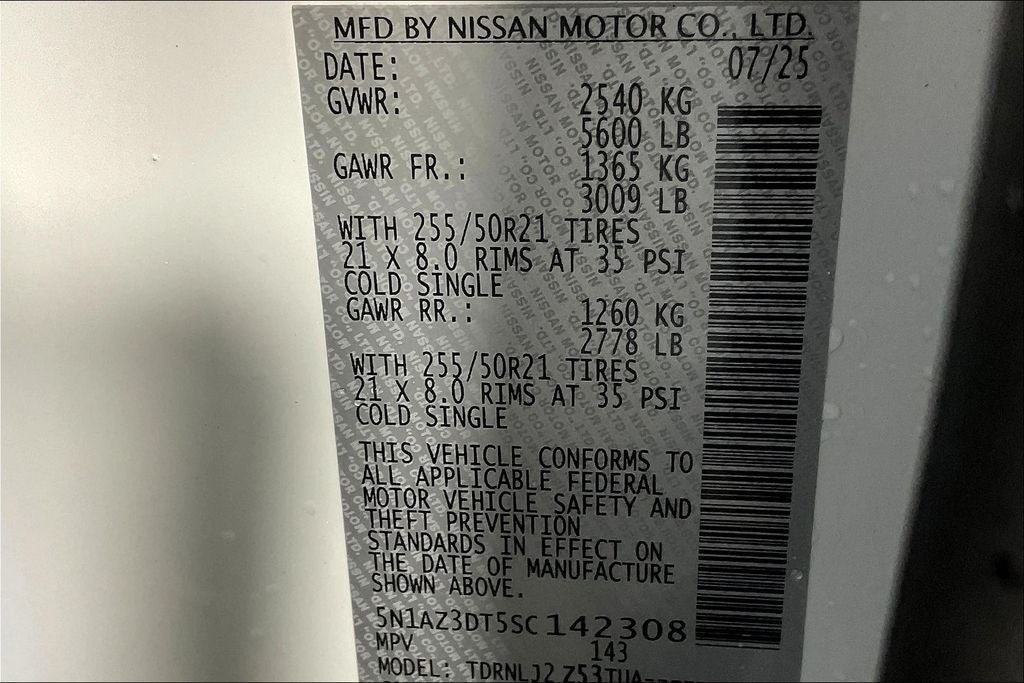 MFD BY NISSAN MOTOR CO., LTD.
DATE: 07/25
GVWR: 2540 KG
5600 LB
GAWR FR.: 1365 KG
3009 LB
WITH 255/50R21 TIRES
21 X 8.0 RIMS AT 35 PSI
COLD SINGLE
GAWR RR.: 1260 KG
2778 LB
WITH 255/50R21 TIRES
21 X 8.0 RIMS AT 35 PSI
COLD SINGLE
THIS VEHICLE CONFORMS TO
ALL APPLICABLE FEDERAL
MOTOR VEHICLE SAFETY AND
THEFT PREVENTION
STANDARDS IN EFFECT ON
THE DATE OF MANUFACTURE
SHOWN ABOVE.
5N1AZ3DT5SC142308
MPV 143
MODEL: TDRNLJ2 Z53TUA-----